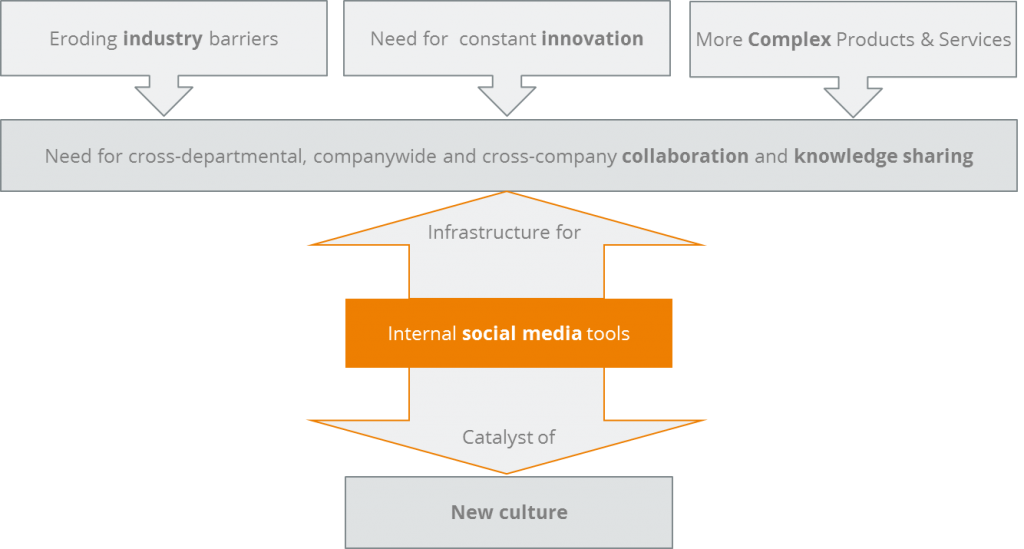 Eroding industry barriers
Need for constant innovation
More Complex Products & Services
Need for cross-departmental, companywide and cross-company collaboration and knowledge sharing
Infrastructure for
Internal social media tools
Catalyst of
New culture